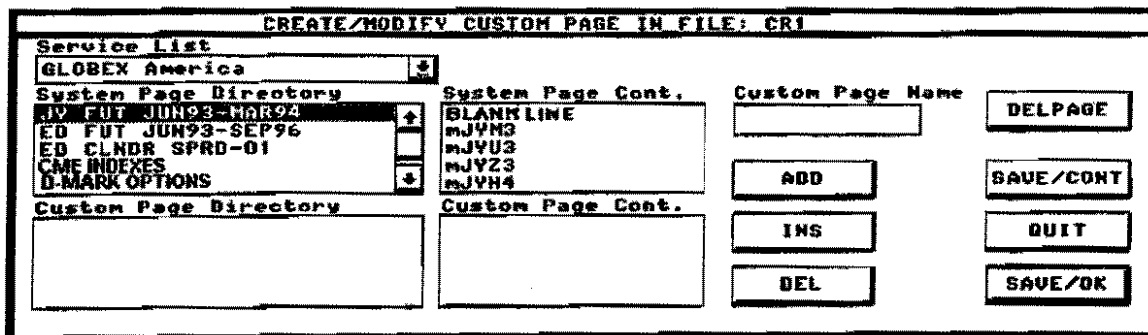 CREATE/MODIFY CUSTOM PAGE IN FILE: CR1
Service List
GLOBEX America
System Page Directory
JY FUT JUN93-MAR94
ED FUT JUN93-SEP96
ED CLNDR SPRD-01
CME INDEXES
D-MARK OPTIONS
System Page Cont.
BLANK LINE
mJYM3
mJYU3
mJYZ3
mJYH4
Custom Page Name
DELPAGE
ADD
SAVE/CONT
Custom Page Directory
Custom Page Cont.
INS
QUIT
DEL
SAVE/OK